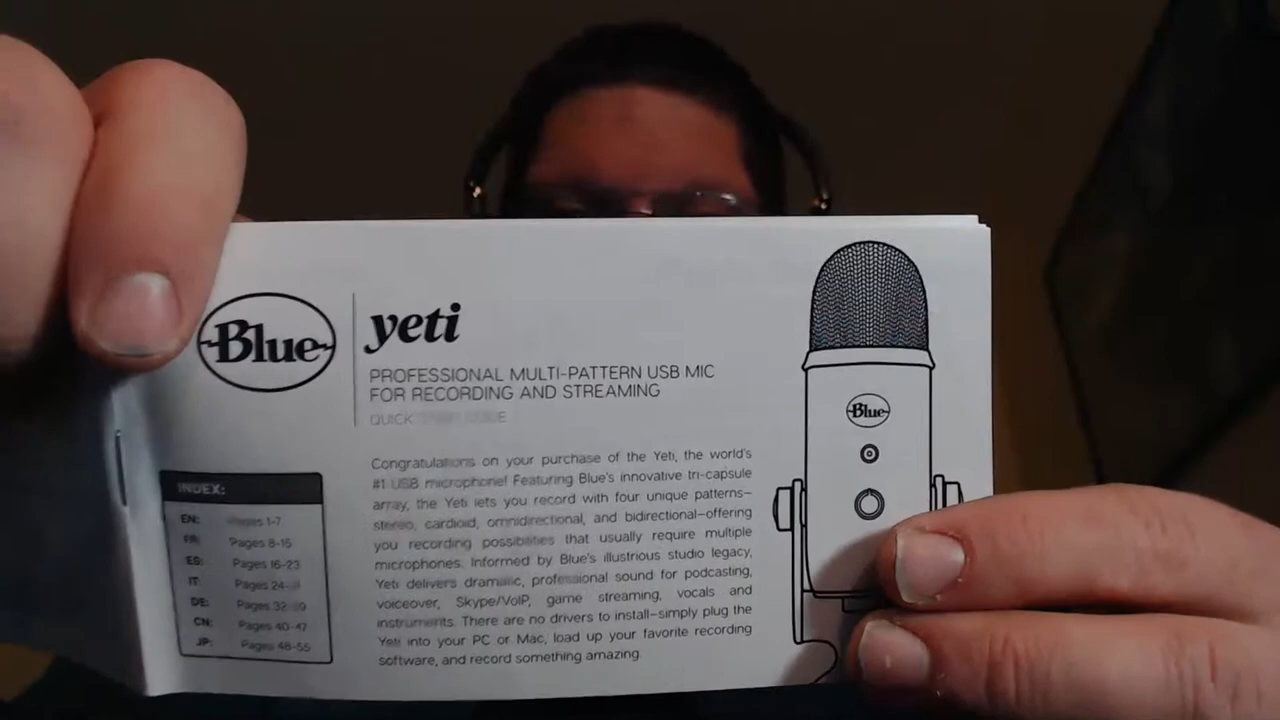 Blue
yeti
PROFESSIONAL MULTI-PATTERN USB MIC
FOR RECORDING AND STREAMING
QUICK
Congratulations on your purchase of the Yeti, the world's
#1 USB microphone! Featuring Blue's innovative tri-capsule
array, the Yeti lets you record with four unique patterns—
stereo, cardioid, omnidirectional, and bidirectional—offering
you recording possibilities that usually require multiple
microphones. Informed by Blue's illustrious studio legacy,
Yeti delivers dramatic, professional sound for podcasting,
voiceover, Skype/VoIP, game streaming, vocals and
instruments. There are no drivers to install—simply plug the
Yeti into your PC or Mac, load up your favorite recording
software, and record something amazing.
INDEX:
EN: Pages 1-7
FR: Pages 8-15
ES: Pages 16-23
IT: Pages
DE: Pages
CN: Pages 40-47
JP: Pages 48-55
Blue